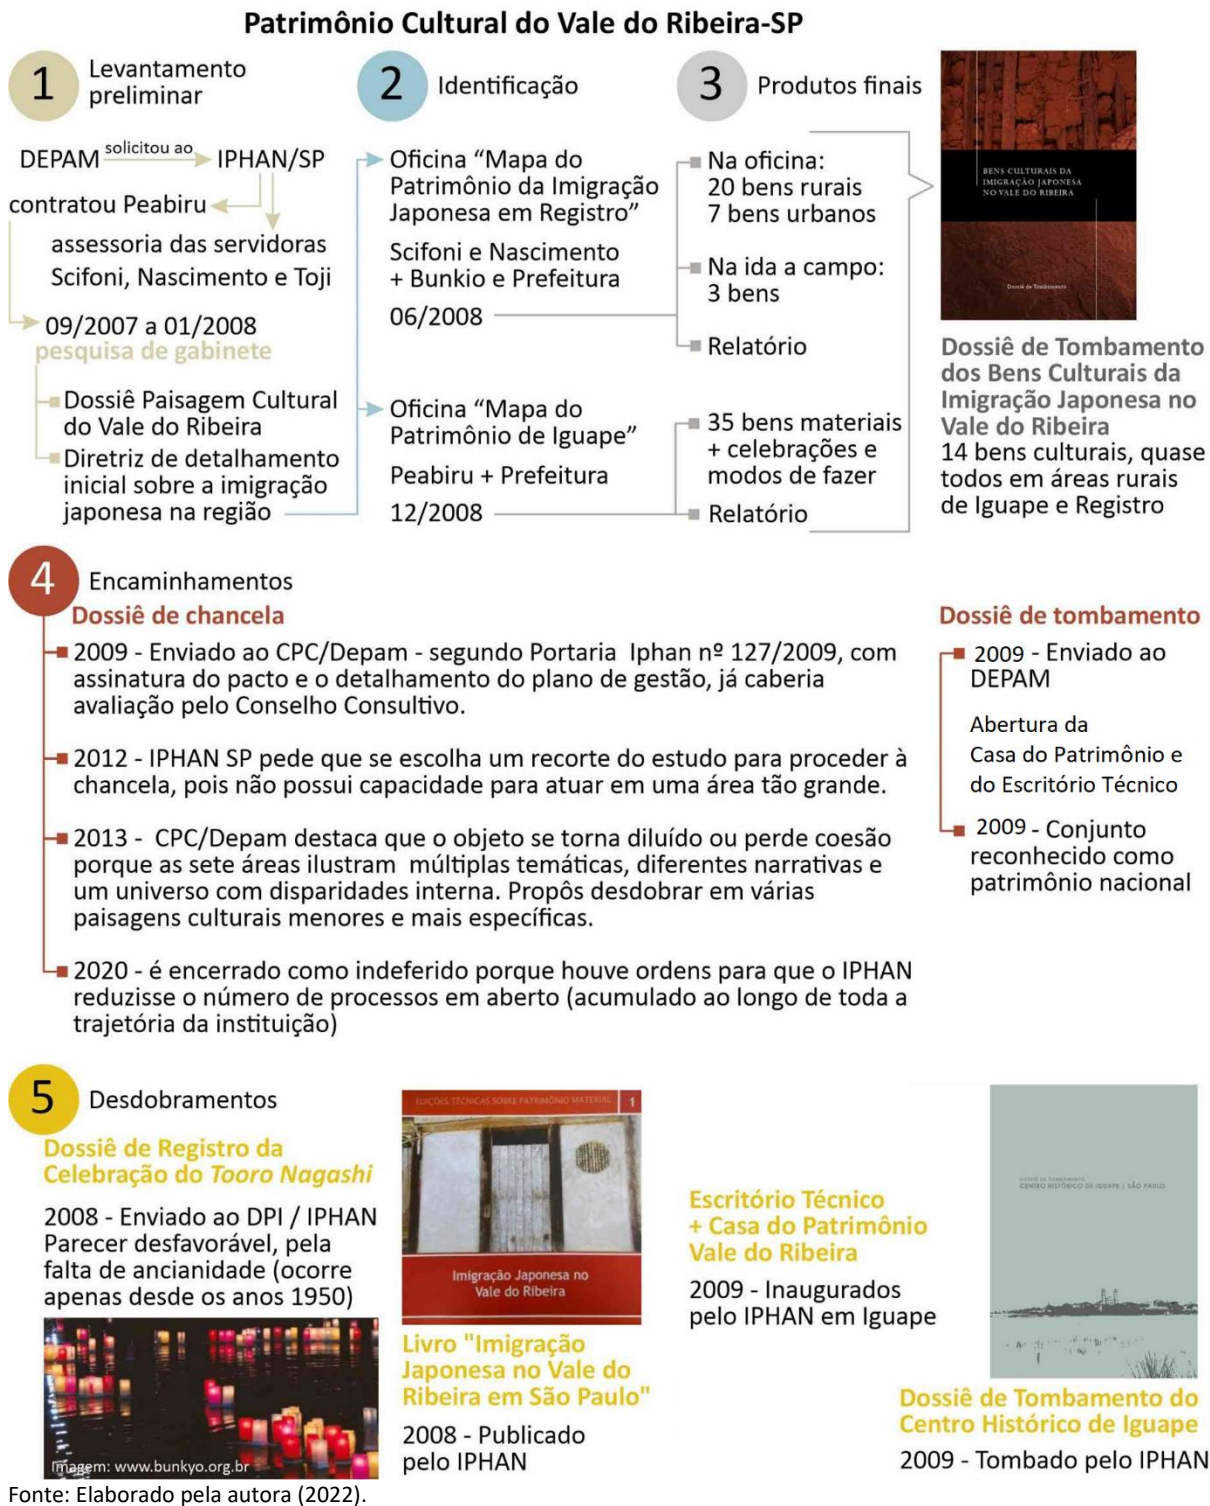 Patrimônio Cultural do Vale do Ribeira-SP
1
Levantamento
preliminar
DEPAM solicitou ao IPHAN/SP
contratou Peabiru
assessoria das servidoras
Scifoni, Nascimento e Toji
09/2007 a 01/2008
pesquisa de gabinete
Dossiê Paisagem Cultural
do Vale do Ribeira
Diretriz de detalhamento
inicial sobre a imigração
japonesa na região
2
Identificação
Oficina “Mapa do
Patrimônio da Imigração
Japonesa em Registro”
Scifoni e Nascimento
+ Bunkio e Prefeitura
06/2008
Oficina “Mapa do
Patrimônio de Iguape”
Peabiru + Prefeitura
12/2008
3
Produtos finais
Na oficina:
20 bens rurais
7 bens urbanos
Na ida a campo:
3 bens
Relatório
35 bens materiais
+ celebrações e
modos de fazer
Relatório
BENS CULTURAIS DA
IMIGRAÇÃO JAPONESA
NO VALE DO RIBEIRA
Dossiê de Tombamento
Dossiê de Tombamento
dos Bens Culturais da
Imigração Japonesa no
Vale do Ribeira
14 bens culturais, quase
todos em áreas rurais
de Iguape e Registro
4
Encaminhamentos
Dossiê de chancela
2009 - Enviado ao CPC/Depam - segundo Portaria Iphan nº 127/2009, com
assinatura do pacto e o detalhamento do plano de gestão, já caberia
avaliação pelo Conselho Consultivo.
2012 - IPHAN SP pede que se escolha um recorte do estudo para proceder à
chancela, pois não possui capacidade para atuar em uma área tão grande.
2013 - CPC/Depam destaca que o objeto se torna diluído ou perde coesão
porque as sete áreas ilustram múltiplas temáticas, diferentes narrativas e
um universo com disparidades interna. Propôs desdobrar em várias
paisagens culturais menores e mais específicas.
2020 - é encerrado como indeferido porque houve ordens para que o IPHAN
reduzisse o número de processos em aberto (acumulado ao longo de toda a
trajetória da instituição)
Dossiê de tombamento
2009 - Enviado ao
DEPAM
Abertura da
Casa do Patrimônio e
do Escritório Técnico
2009 - Conjunto
reconhecido como
patrimônio nacional
5
Desdobramentos
Dossiê de Registro da
Celebração do Tooro Nagashi
2008 - Enviado ao DPI / IPHAN
Parecer desfavorável, pela
falta de ancianidade (ocorre
apenas desde os anos 1950)
Imagem: www.bunkyo.org.br
EDIÇÕES TÉCNICAS SOBRE PATRIMÔNIO MATERIAL 1
Imigração Japonesa no
Vale do Ribeira
Livro "Imigração
Japonesa no Vale do
Ribeira em São Paulo"
2008 - Publicado
pelo IPHAN
Escritório Técnico
+ Casa do Patrimônio
Vale do Ribeira
2009 - Inaugurados
pelo IPHAN em Iguape
DOSSIÊ DE TOMBAMENTO
CENTRO HISTÓRICO DE IGUAPE | SÃO PAULO
Dossiê de Tombamento do
Centro Histórico de Iguape
2009 - Tombado pelo IPHAN
Fonte: Elaborado pela autora (2022).